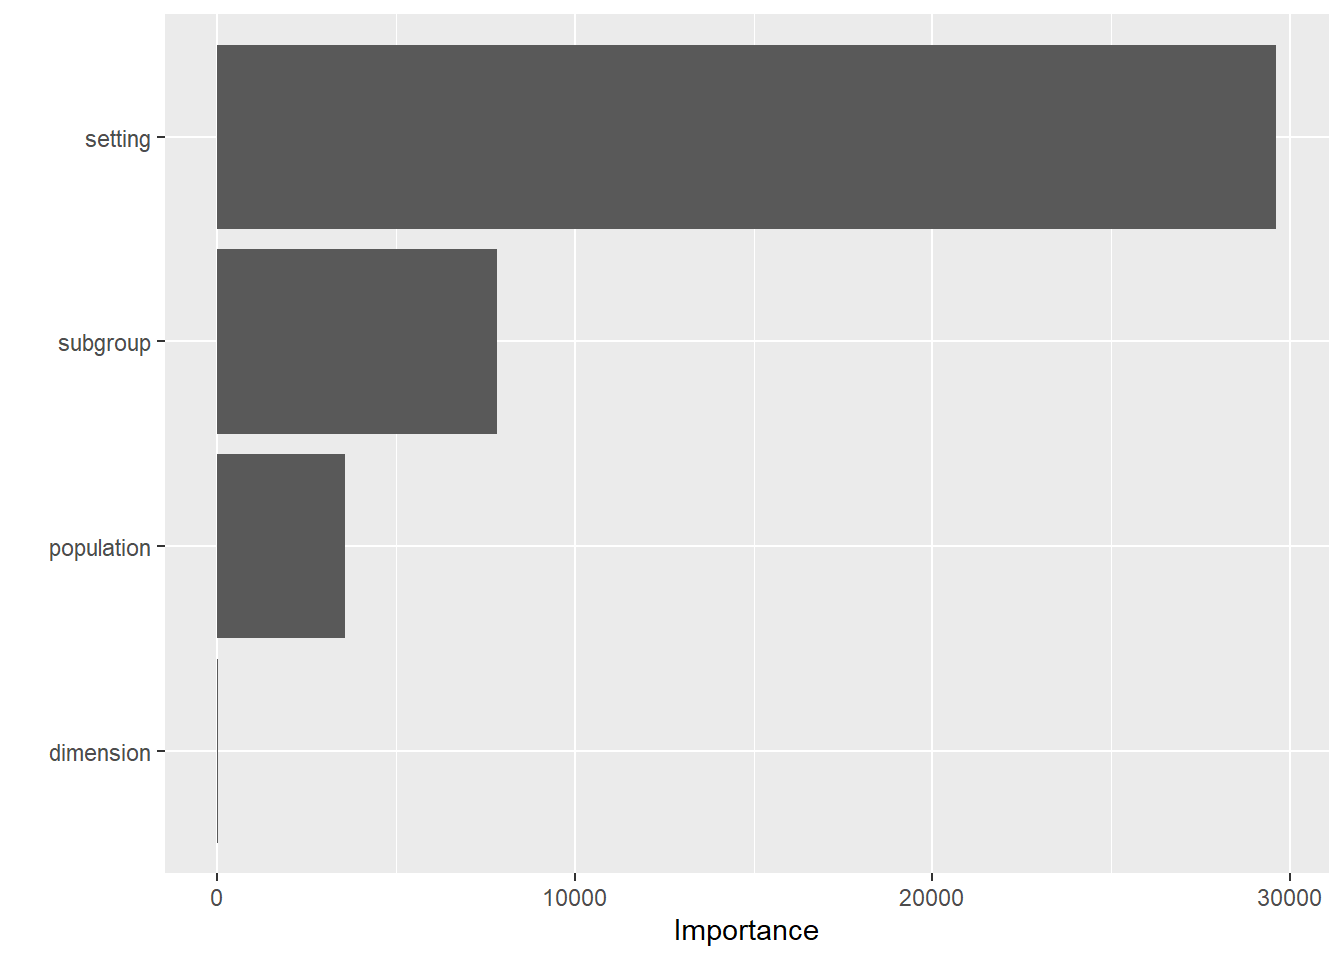 setting
subgroup
population
dimension
0 10000 20000 30000
Importance